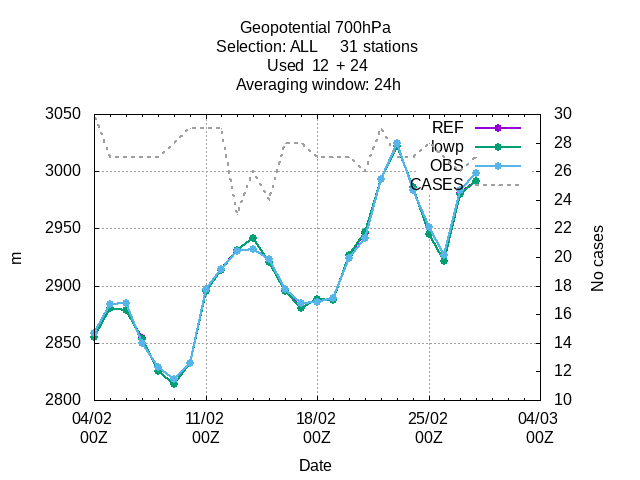 Geopotential 700hPa
Selection: ALL 31 stations
Used 12 + 24
Averaging window: 24h
3050
3000
2950
2900
2850
2800
m
30
28
26
24
22
20
18
16
14
12
10
No cases
REF
lowp
OBS
CASES
04/02 11/02 18/02 25/02 04/03
00Z 00Z 00Z 00Z 00Z
Date